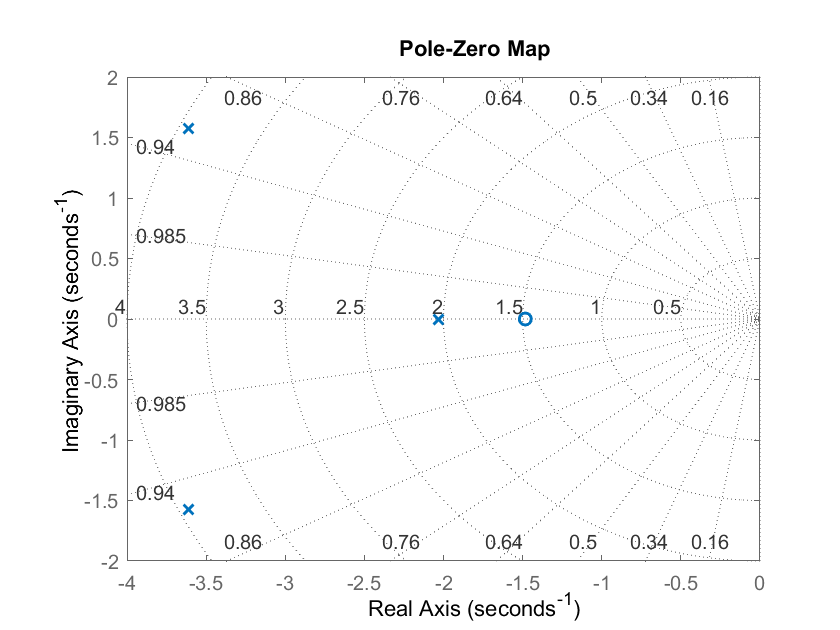 Pole-Zero Map
2
0.86 0.76 0.64 0.5 0.34 0.16
1.5
0.94
1
0.985
0.5
4 3.5 3 2.5 2 1.5 1 0.5
0
-0.5
0.985
-1
0.94
-1.5
0.86 0.76 0.64 0.5 0.34 0.16
-2
-4 -3.5 -3 -2.5 -2 -1.5 -1 -0.5 0
Real Axis (seconds⁻¹)
Imaginary Axis (seconds⁻¹)